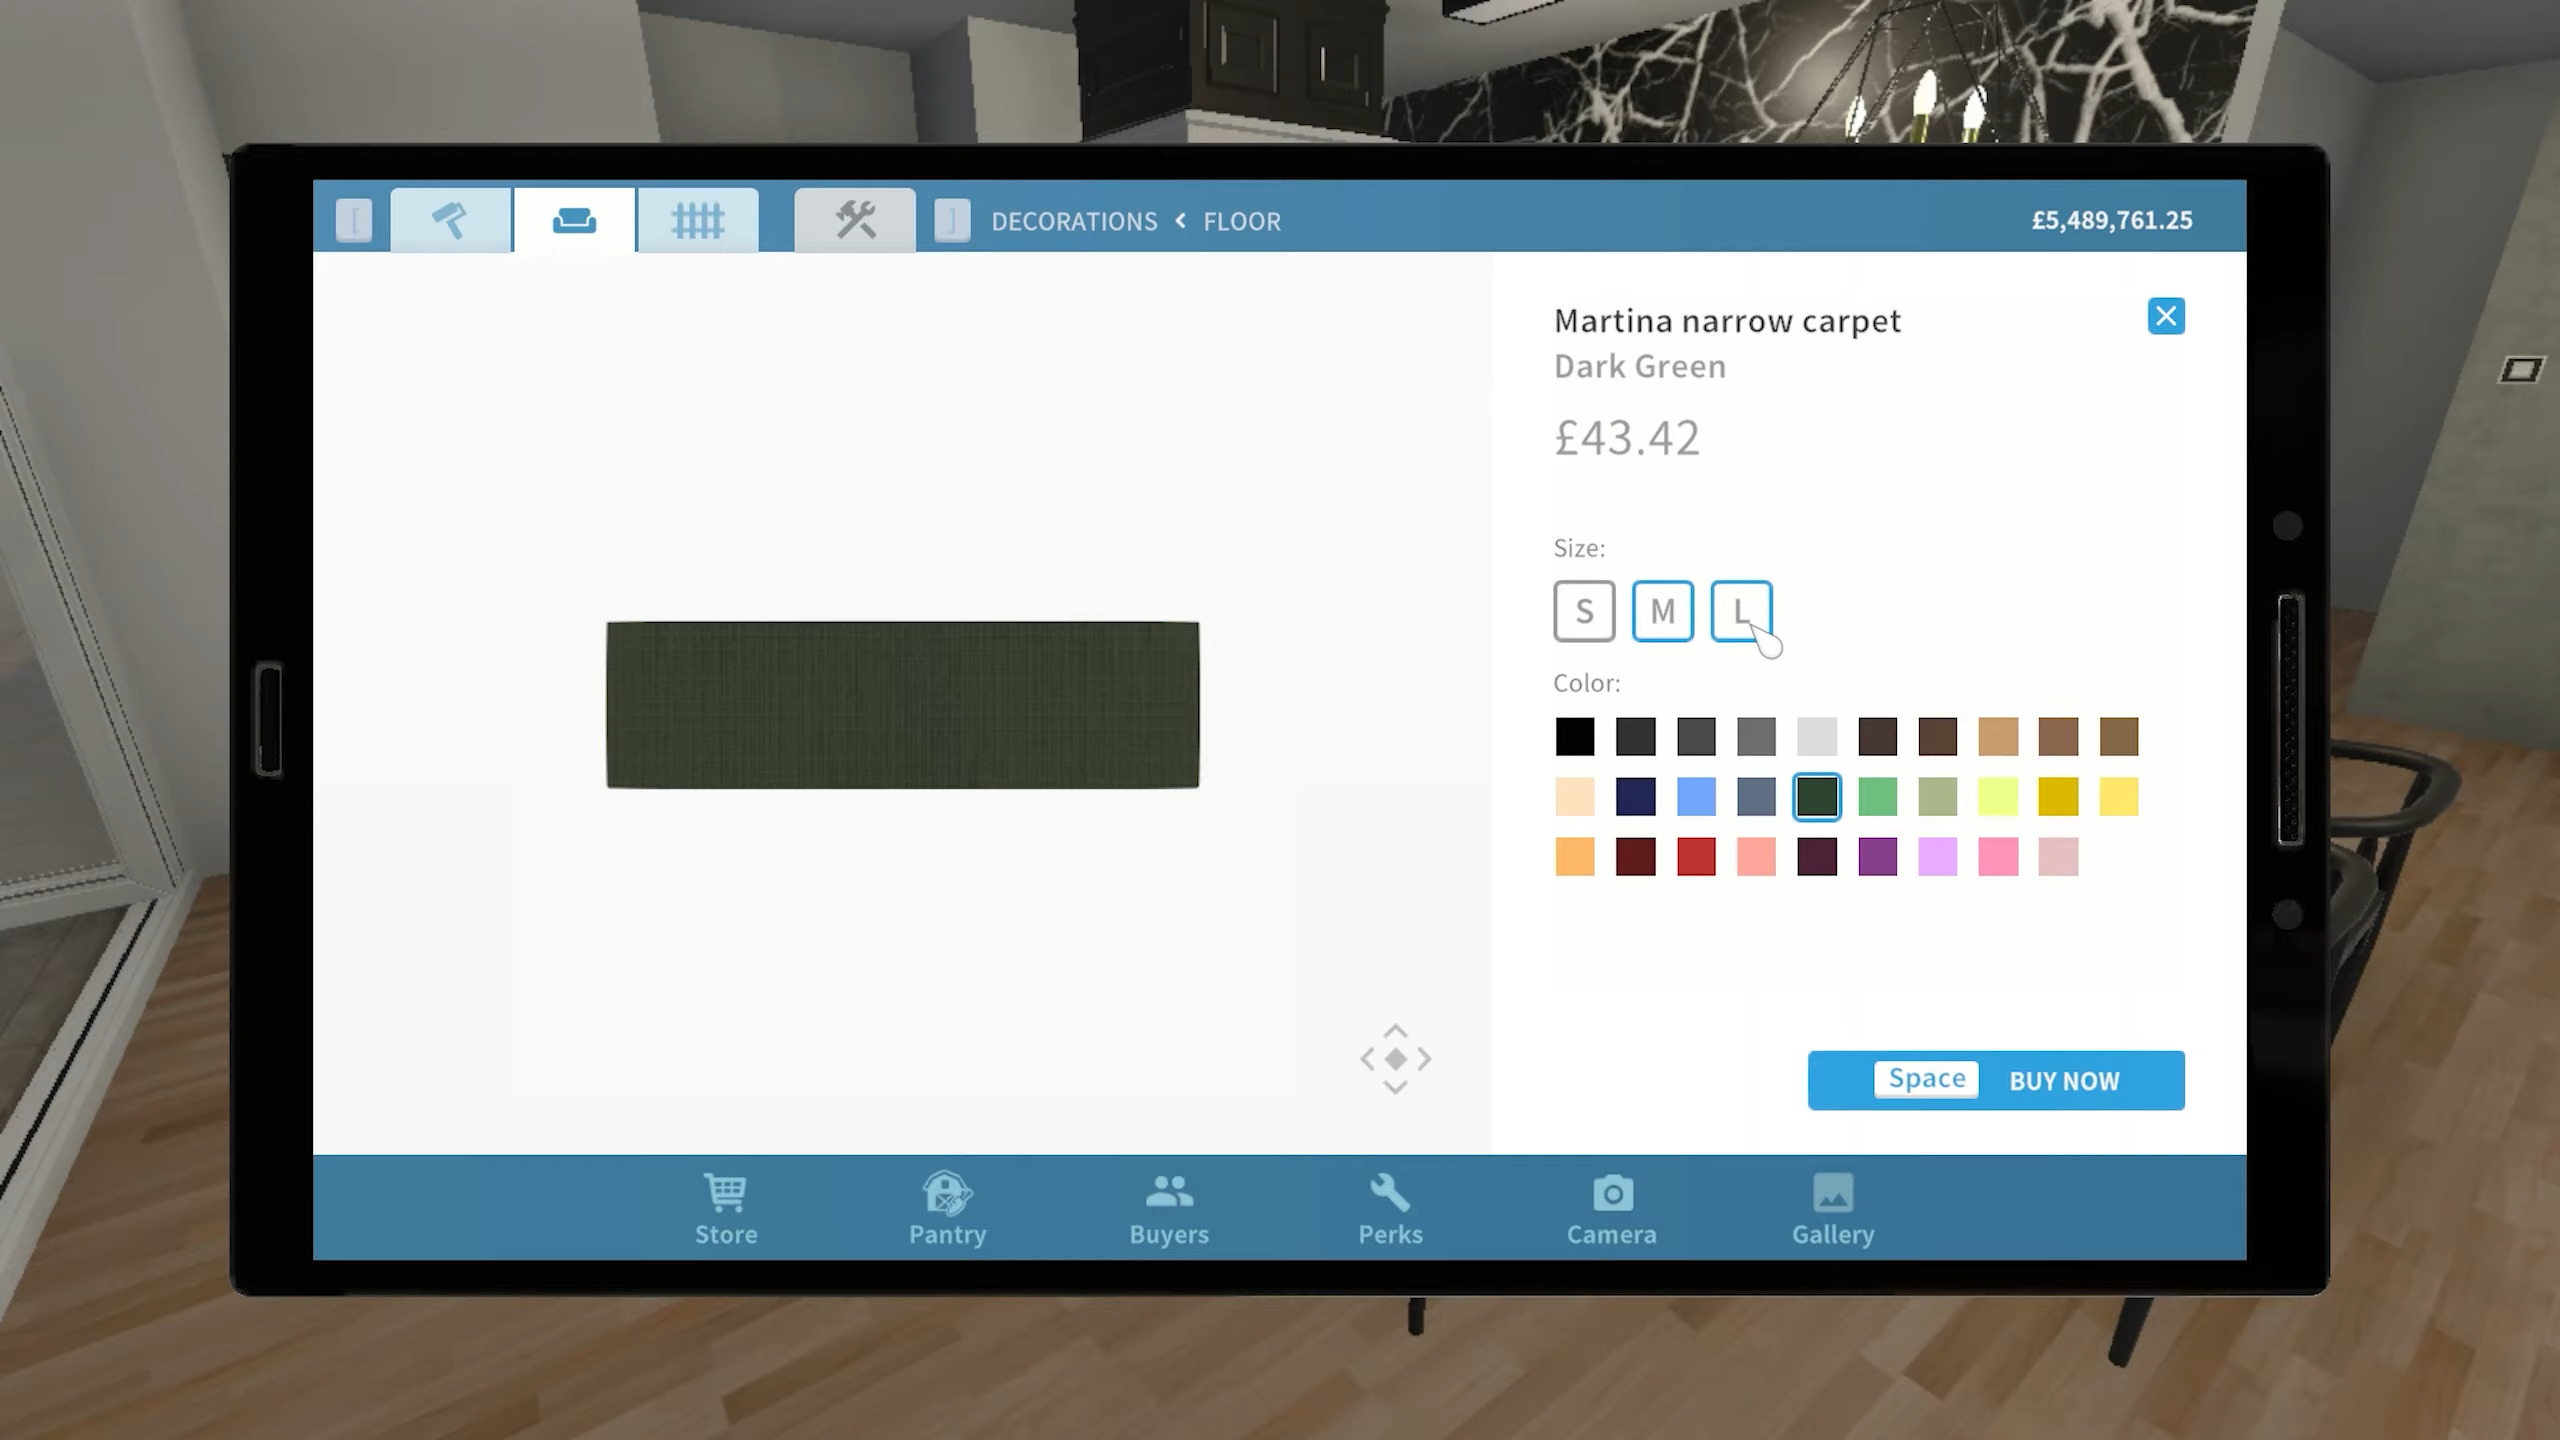 [
]
DECORATIONS < FLOOR
£5,489,761.25
Martina narrow carpet
Dark Green
£43.42
Size:
S M L
Color:
Space BUY NOW
Store Pantry Buyers Perks Camera Gallery